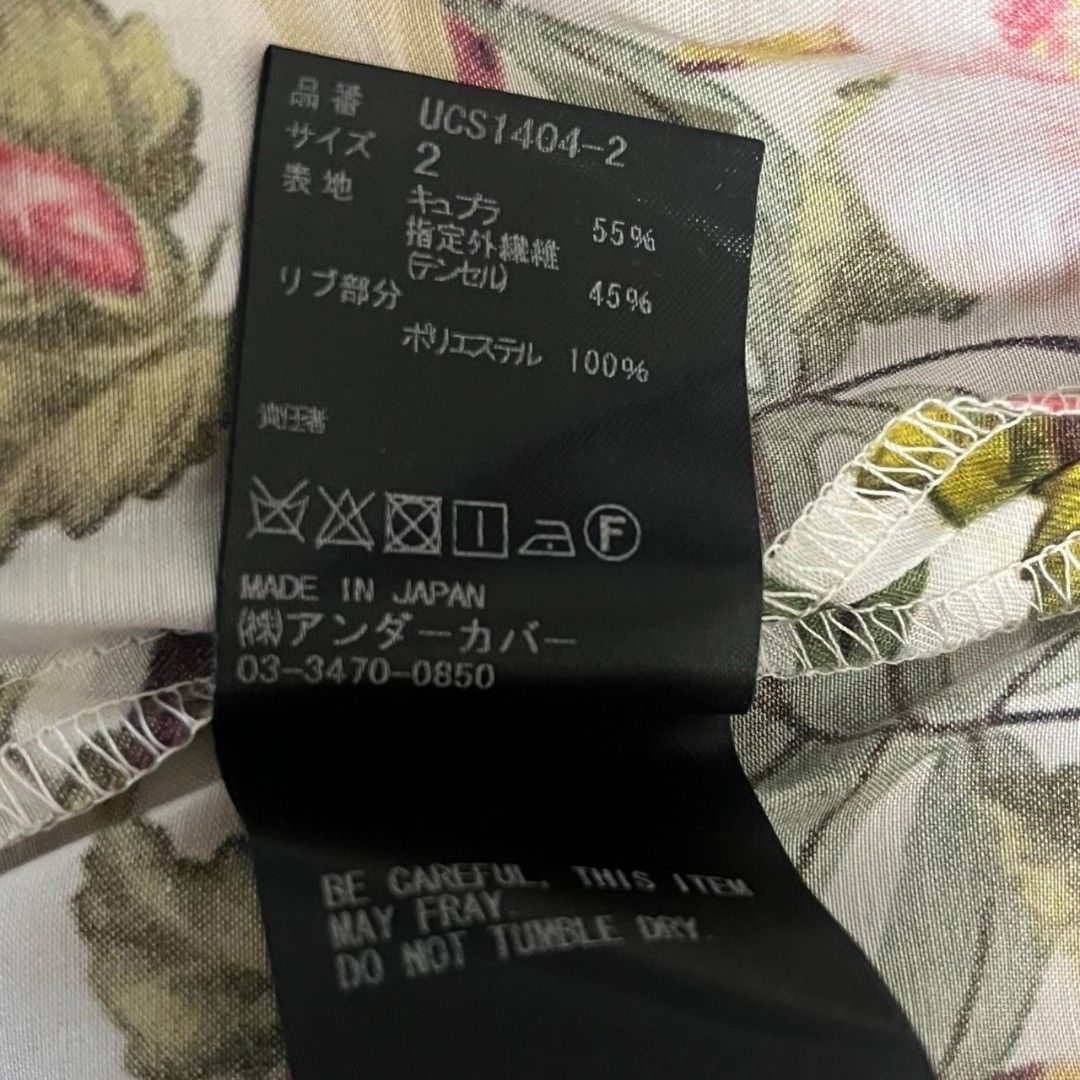 品番 UCS1404-2
サイズ 2
表地 キュプラ 55%
指定外繊維
(テンセル) 45%
リブ部分
ポリエステル 100%
責任者
F
MADE IN JAPAN
㈱アンダーカバー
03-3470-0850
BE CAREFUL, THIS ITEM
MAY FRAY.
DO NOT TUMBLE DRY.